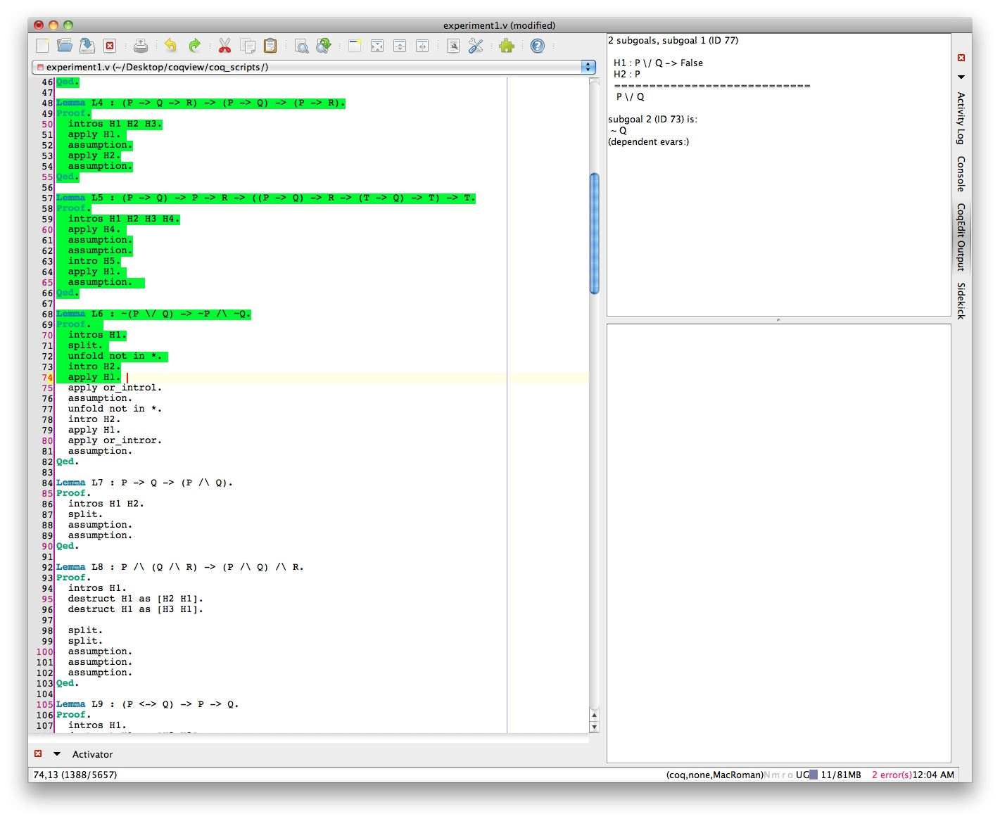 experiment1.v (modified)
experiment1.v (~/Desktop/coqview/coq_scripts/)
46 Qed.
47
48 Lemma L4 : (P -> Q -> R) -> (P -> Q) -> (P -> R).
49 Proof.
50   intros H1 H2 H3.
51   apply H1.
52   assumption.
53   apply H2.
54   assumption.
55 Qed.
56
57 Lemma L5 : (P -> Q) -> P -> R -> ((P -> Q) -> R -> (T -> Q) -> T) -> T.
58 Proof.
59   intros H1 H2 H3 H4.
60   apply H4.
61   assumption.
62   assumption.
63   intro H5.
64   apply H1.
65   assumption.
66 Qed.
67
68 Lemma L6 : ~(P \/ Q) -> ~P /\ ~Q.
69 Proof.
70   intros H1.
71   split.
72   unfold not in *.
73   intro H2.
74   apply H1.
75   apply or_introl.
76   assumption.
77   unfold not in *.
78   intro H2.
79   apply H1.
80   apply or_intror.
81   assumption.
82 Qed.
83
84 Lemma L7 : P -> Q -> (P /\ Q).
85 Proof.
86   intros H1 H2.
87   split.
88   assumption.
89   assumption.
90 Qed.
91
92 Lemma L8 : P /\ (Q /\ R) -> (P /\ Q) /\ R.
93 Proof.
94   intros H1.
95   destruct H1 as [H2 H1].
96   destruct H1 as [H3 H1].
97
98   split.
99   split.
100   assumption.
101   assumption.
102   assumption.
103 Qed.
104
105 Lemma L9 : (P <-> Q) -> P -> Q.
106 Proof.
107   intros H1.
2 subgoals, subgoal 1 (ID 77)
H1 : P \/ Q -> False
H2 : P
============================
P \/ Q
subgoal 2 (ID 73) is:
~ Q
(dependent evars:)
Activity Log
Console
CoqEdit Output
Sidekick
Activator
74,13 (1388/5657)
(coq,none,MacRoman)N m r o UG 11/81MB 2 error(s)12:04 AM